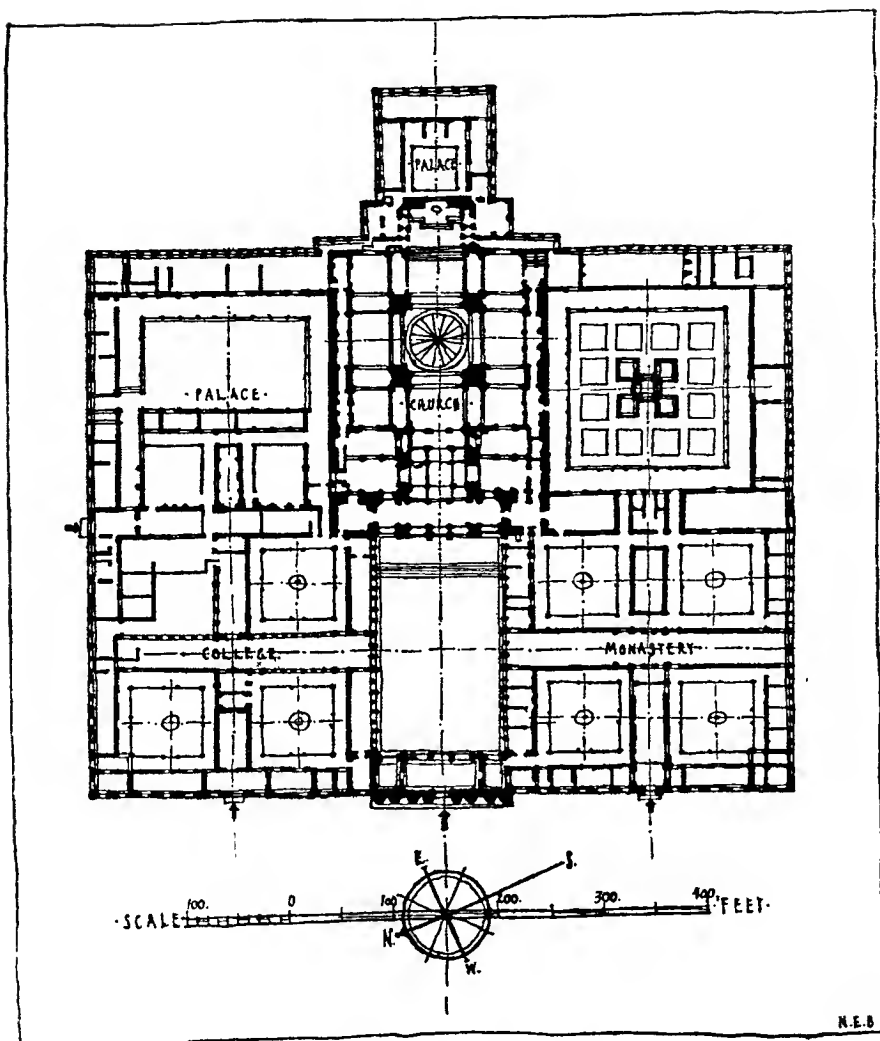 ·PALACE·
·PALACE·
·CHURCH·
·COLLEGE·
·MONASTERY·
E.
S.
·SCALE 100. 0 100. 200. 300. 400. FEET·
N.
W.
N.E.B